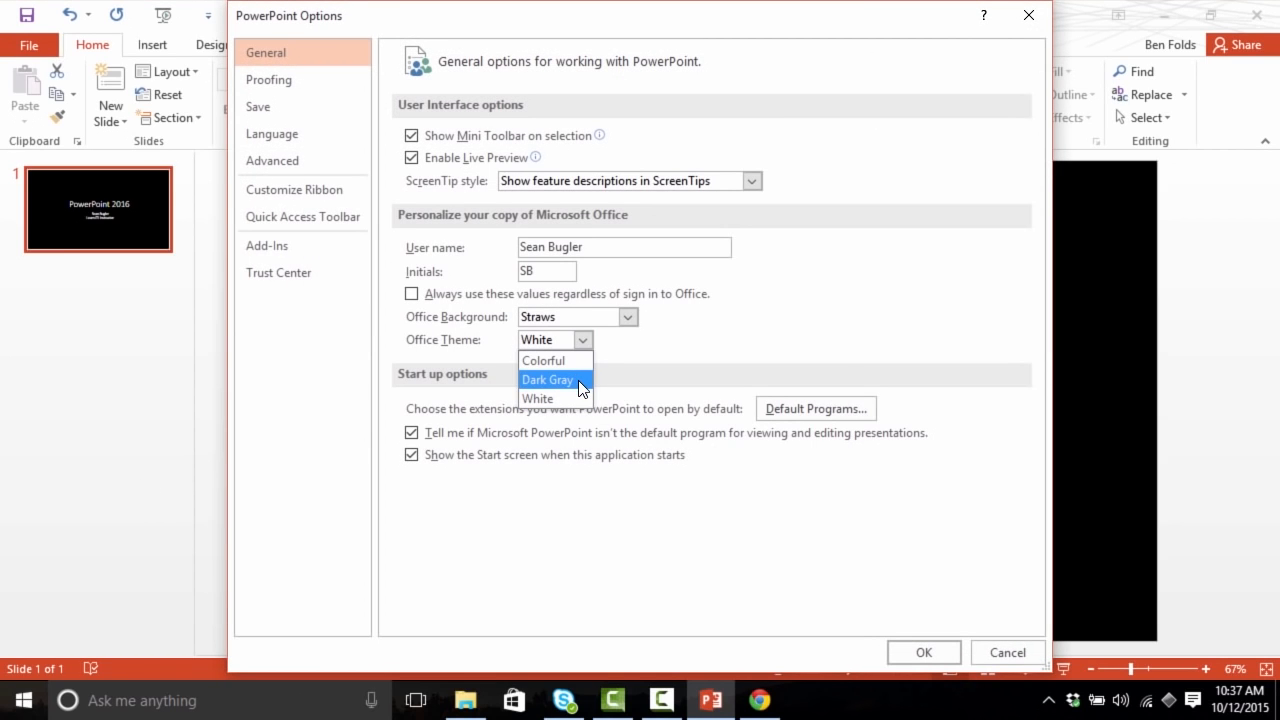 PowerPoint Options
?
File
Home
Insert
Ben Folds
Share
Paste
New
Slide
Layout
Reset
Section
Clipboard
Slides
Find
Replace
Select
Editing
1
PowerPoint 2016
General
Proofing
Save
Language
Advanced
Customize Ribbon
Quick Access Toolbar
Add-Ins
Trust Center
General options for working with PowerPoint.
User Interface options
Show Mini Toolbar on selection
Enable Live Preview
ScreenTip style: Show feature descriptions in ScreenTips
Personalize your copy of Microsoft Office
User name: Sean Bugler
Initials: SB
Always use these values regardless of sign in to Office.
Office Background: Straws
Office Theme: White
Colorful
Dark Gray
White
Start up options
Choose the extensions you want PowerPoint to open by default: Default Programs...
Tell me if Microsoft PowerPoint isn't the default program for viewing and editing presentations.
Show the Start screen when this application starts
OK
Cancel
Slide 1 of 1
67%
Ask me anything
10:37 AM
10/12/2015